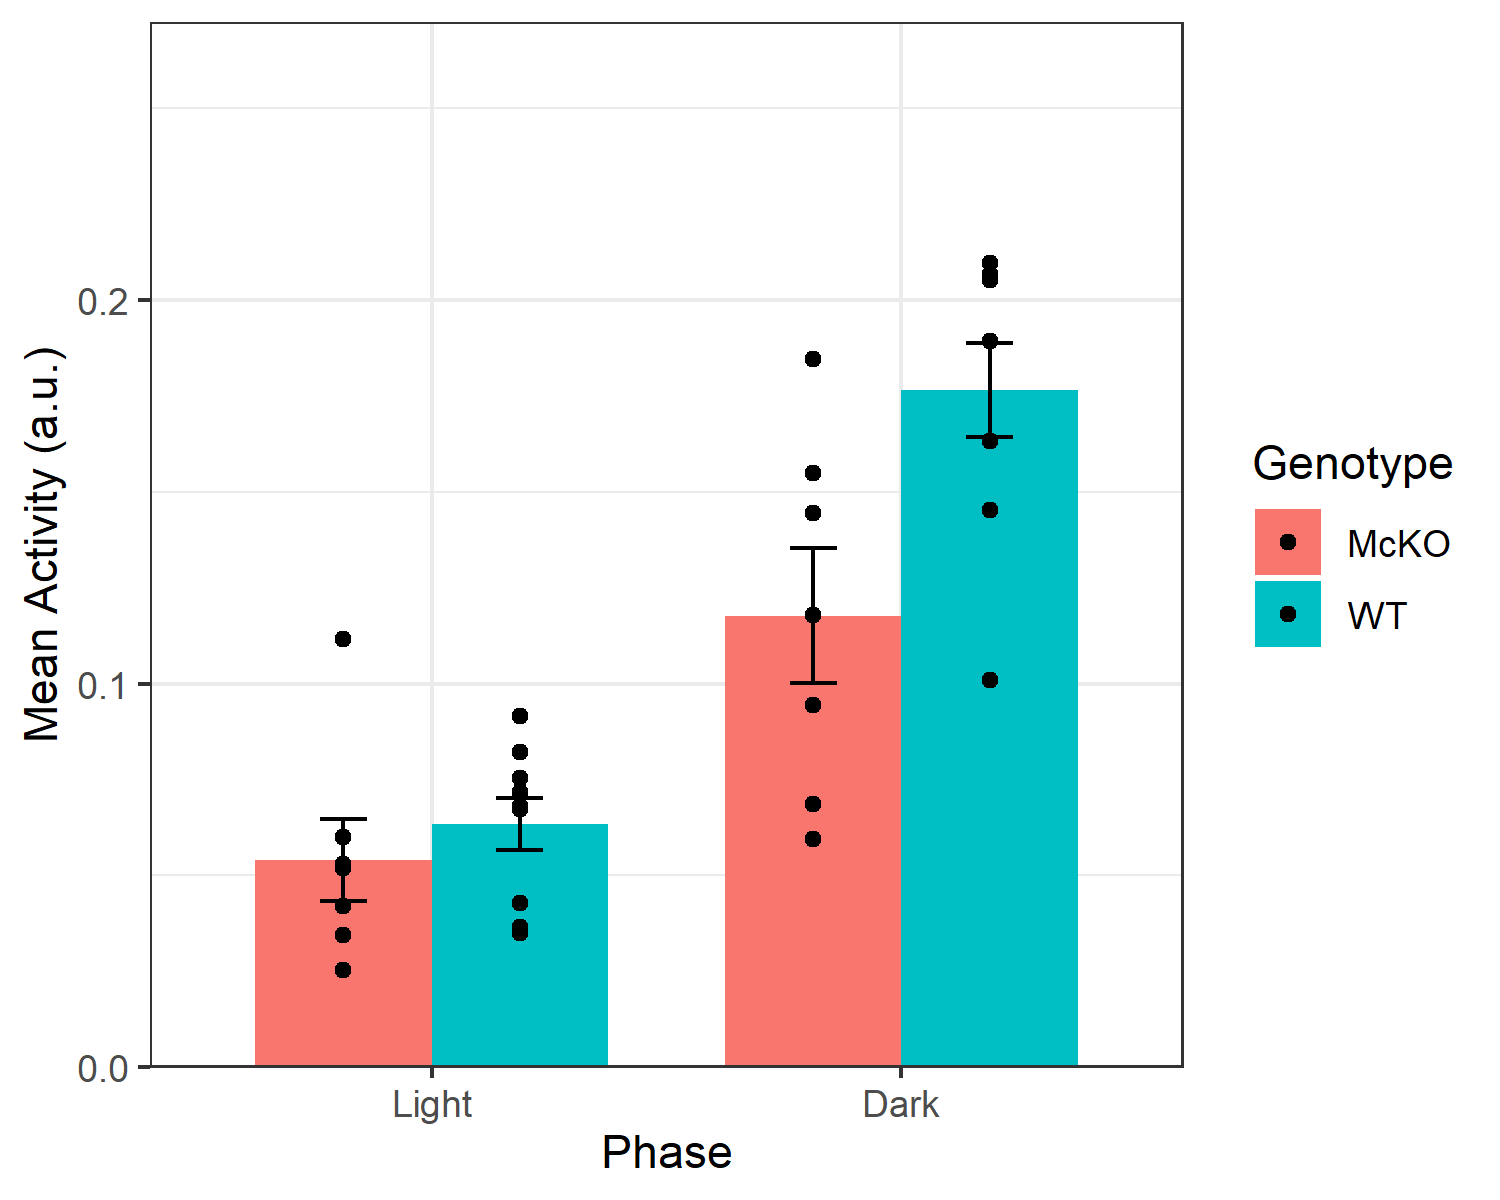 Mean Activity (a.u.)
0.2
0.1
0.0
Light
Dark
Phase
Genotype
McKO
WT